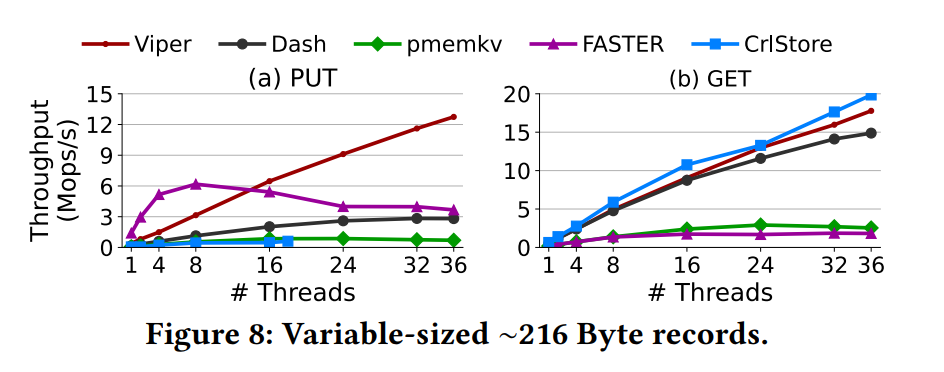 Viper Dash pmemkv FASTER CrlStore
(a) PUT
Throughput
(Mops/s)
15
12
9
6
3
0
1 4 8 16 24 32 36
# Threads
(b) GET
20
15
10
5
0
1 4 8 16 24 32 36
# Threads
Figure 8: Variable-sized ~216 Byte records.